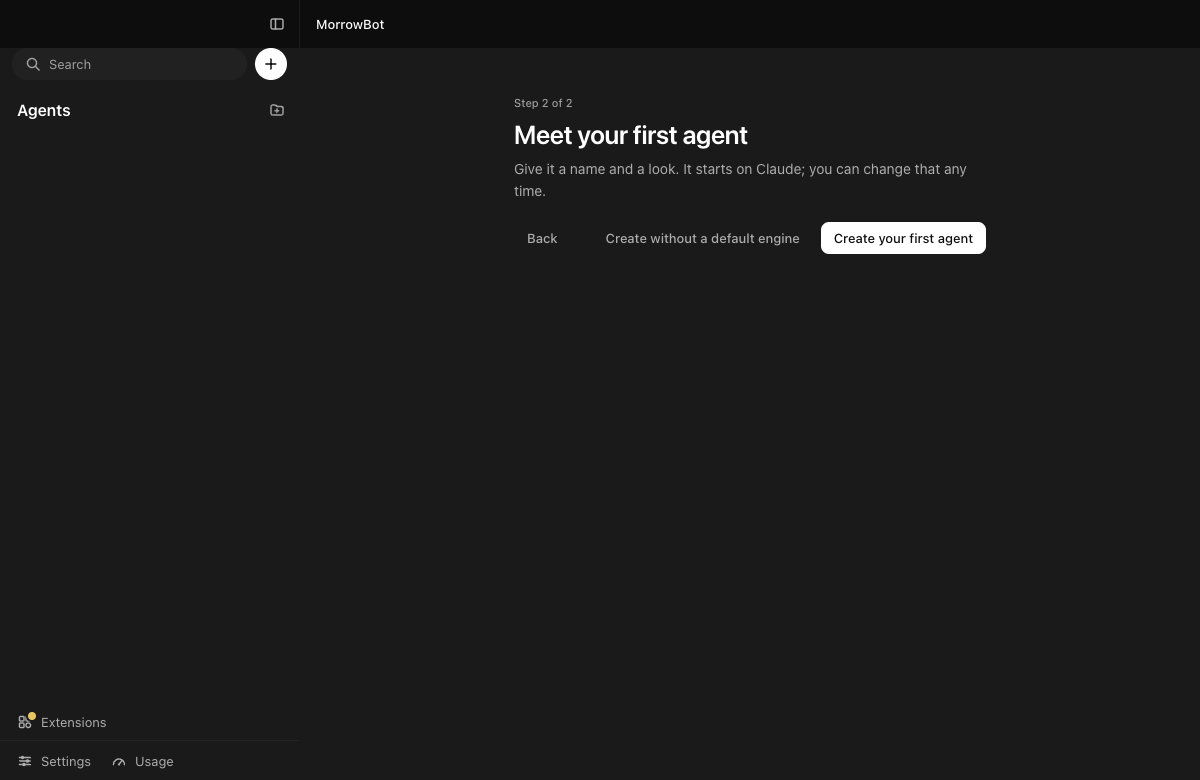 MorrowBot
Search
Agents
Step 2 of 2
Meet your first agent
Give it a name and a look. It starts on Claude; you can change that any
time.
Back
Create without a default engine
Create your first agent
Extensions
Settings
Usage